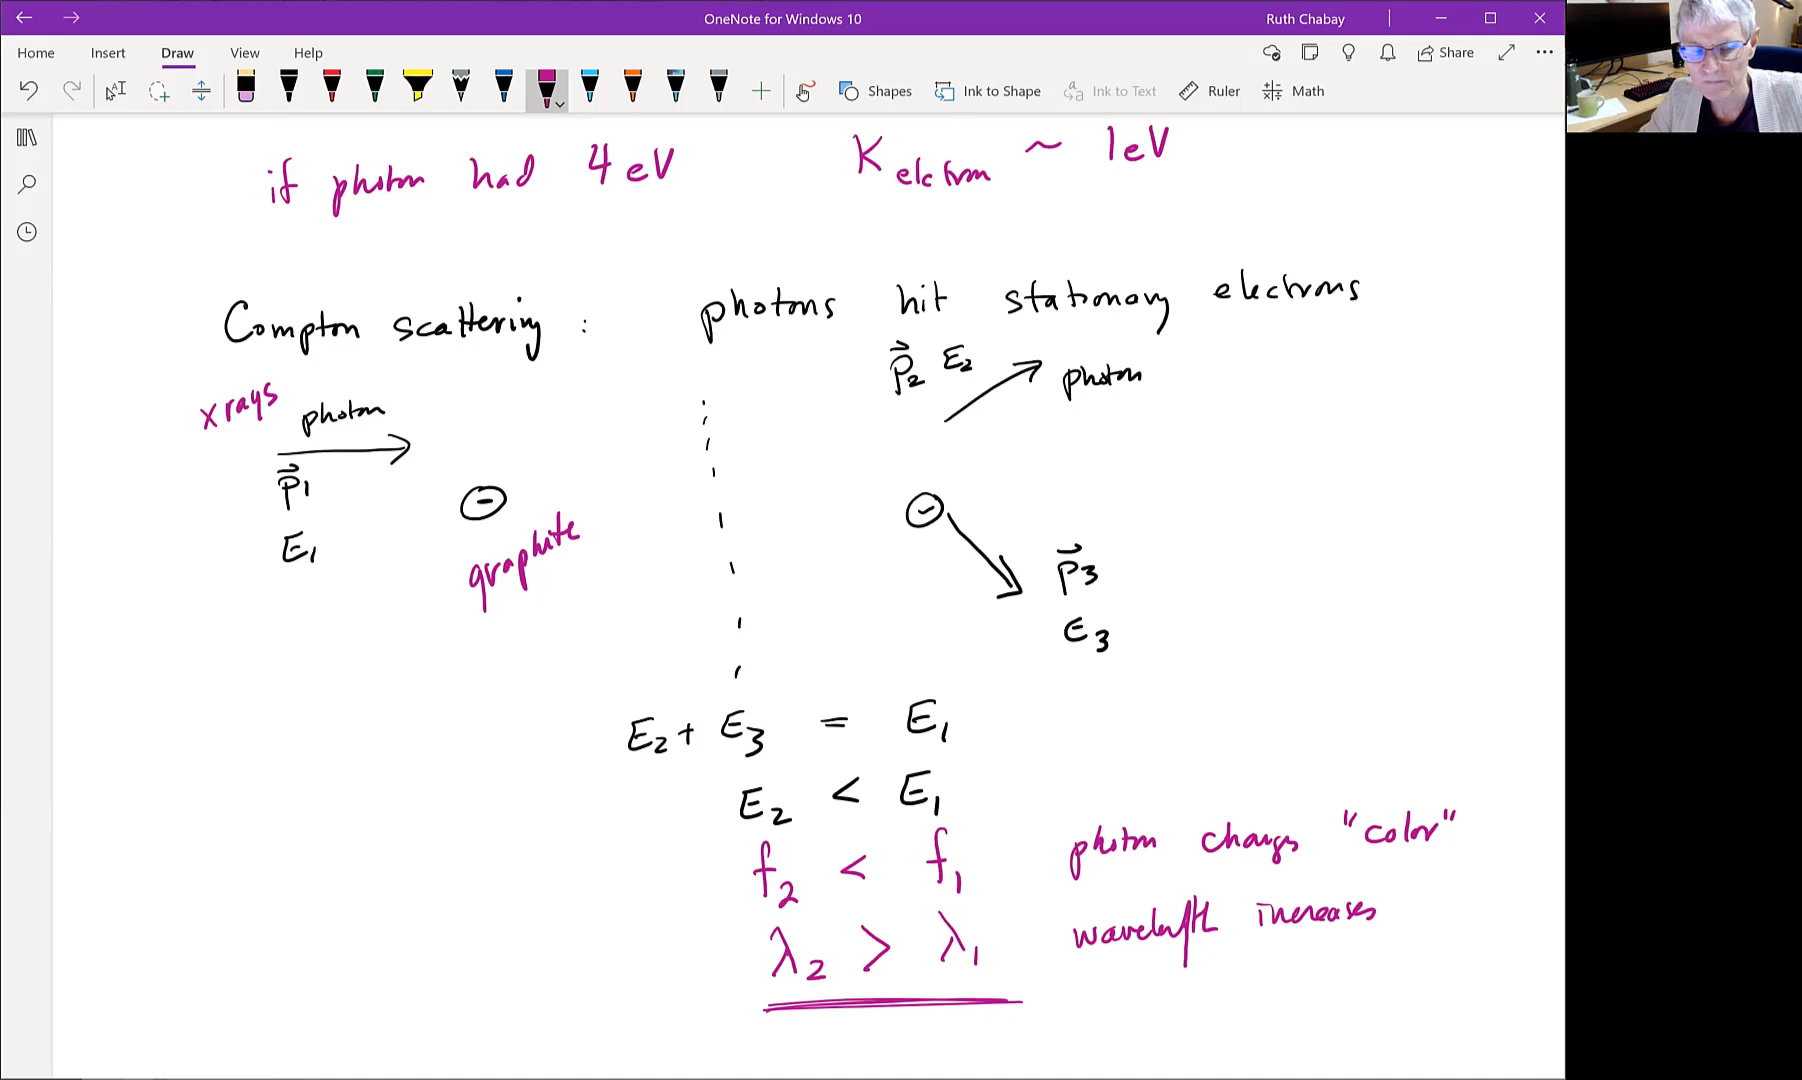 OneNote for Windows 10
Ruth Chabay
Home Insert Draw View Help
Share
Shapes Ink to Shape Ink to Text Ruler Math
if photon had 4 eV K electron ~ 1eV
Compton scattering : photons hit stationary electrons
p⃗2 E2 photon
xrays photon
p⃗1
E1
graphite
p⃗3
E3
E2 + E3 = E1
E2 < E1
f2 < f1 photon changes "color"
λ2 > λ1 wavelength increases